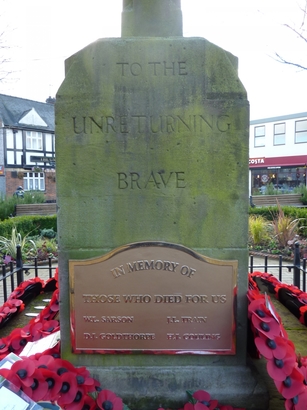 TO THE
UNRETURNING
BRAVE
IN MEMORY OF
THOSE WHO DIED FOR US
COSTA